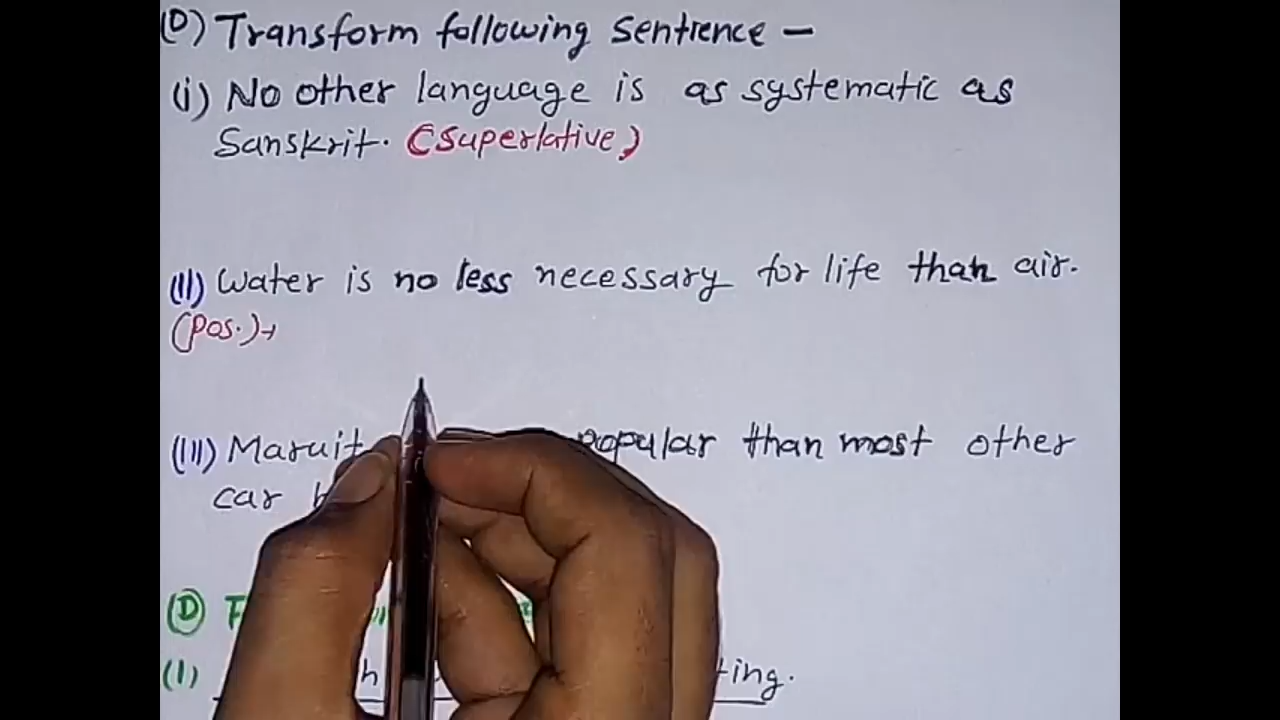 (D) Transform following Sentence –
(i) No other language is as systematic as
Sanskrit. (Superlative)
(II) Water is no less necessary for life than air.
(Pos.)→
(III) Maruit popular than most other
car
(D)
(I) ting.